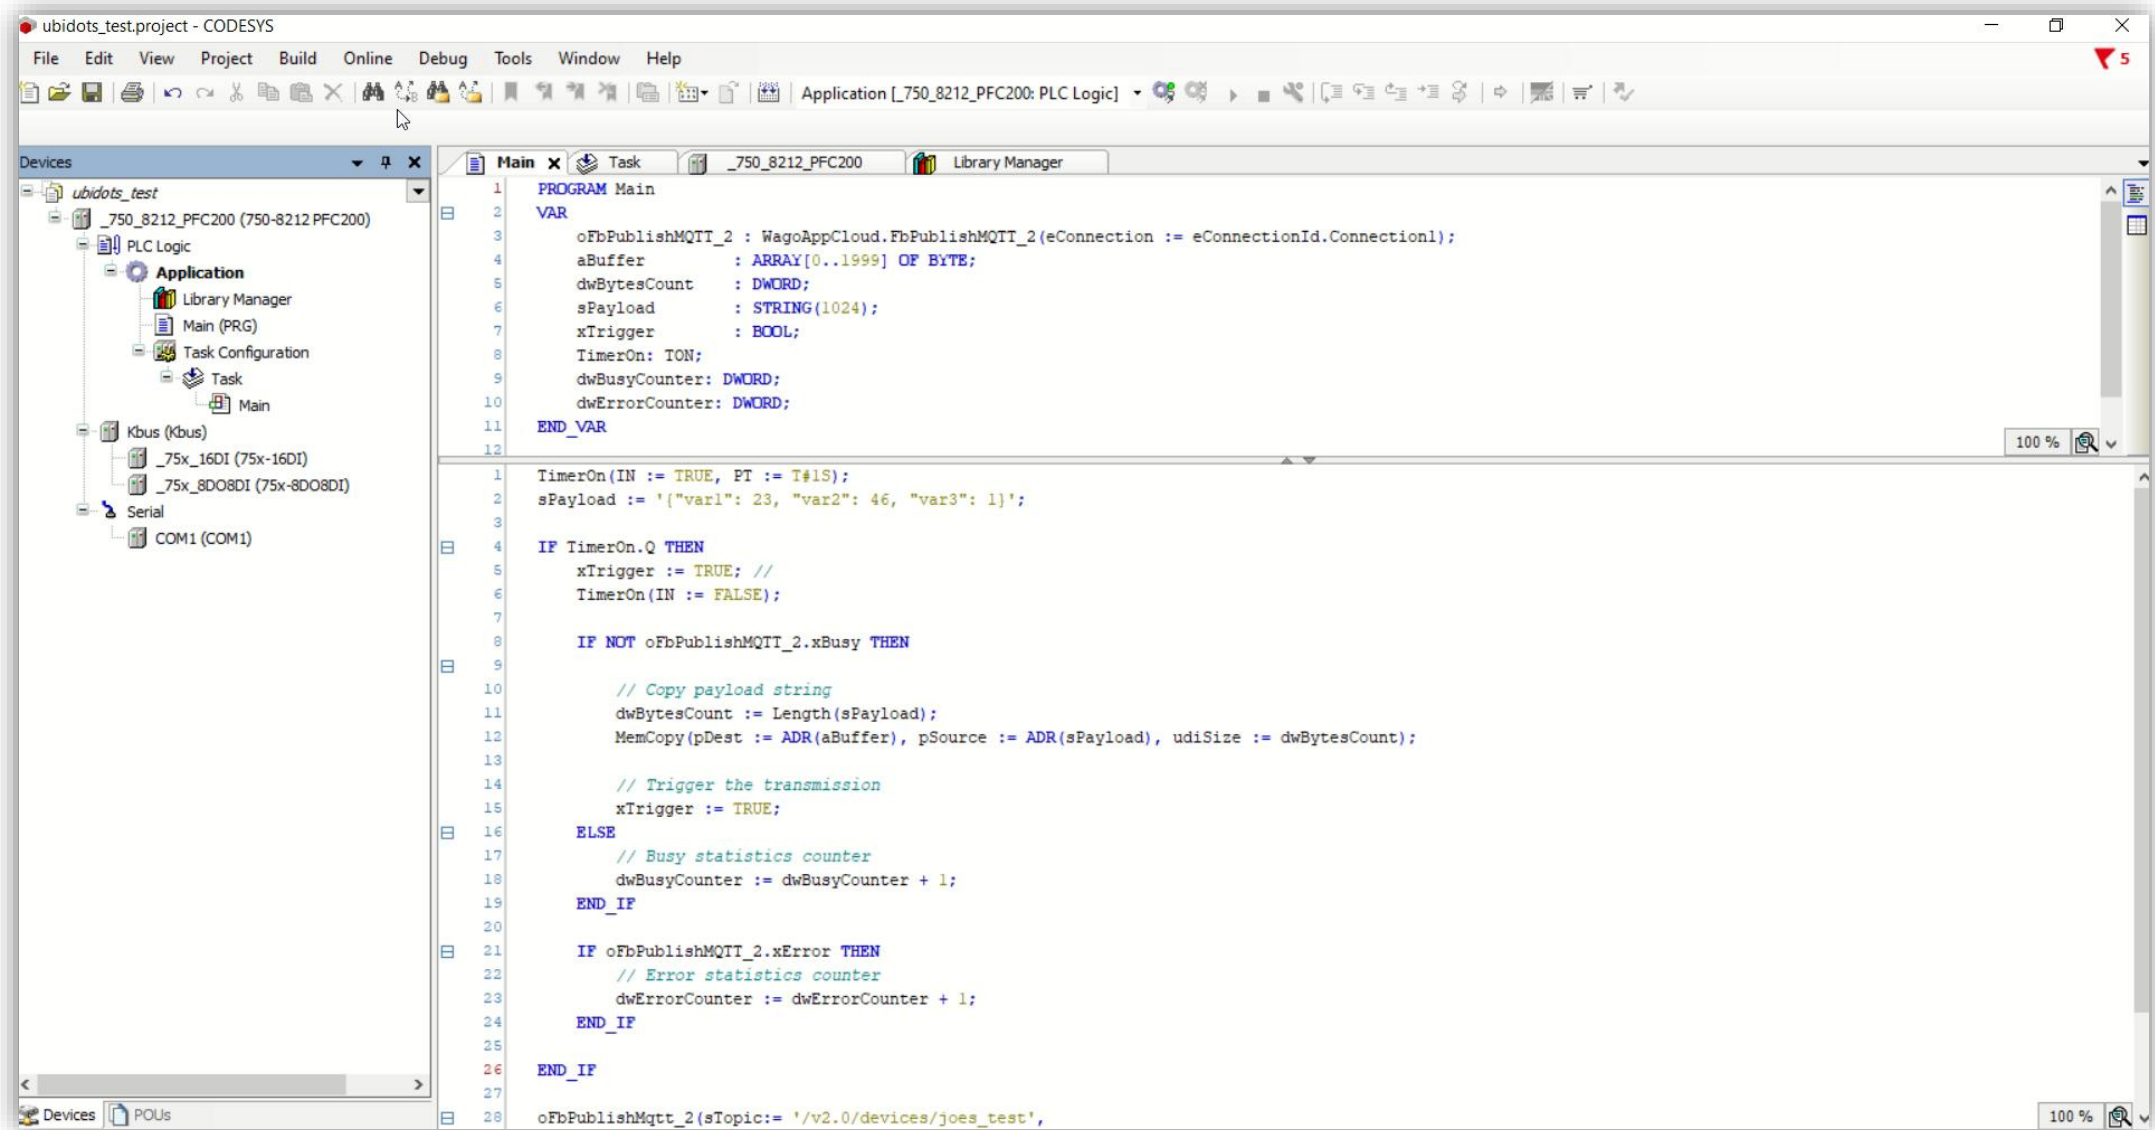 ubidots_test.project - CODESYS
File Edit View Project Build Online Debug Tools Window Help
5
Application [_750_8212_PFC200: PLC Logic]
Devices
ubidots_test
_750_8212_PFC200 (750-8212 PFC200)
PLC Logic
Application
Library Manager
Main (PRG)
Task Configuration
Task
Main
Kbus (Kbus)
_75x_16DI (75x-16DI)
_75x_8DO8DI (75x-8DO8DI)
Serial
COM1 (COM1)
Devices POUs
Main Task _750_8212_PFC200 Library Manager
1 PROGRAM Main
2 VAR
3 oFbPublishMQTT_2 : WagoAppCloud.FbPublishMQTT_2(eConnection := eConnectionId.Connection1);
4 aBuffer : ARRAY[0..1999] OF BYTE;
5 dwBytesCount : DWORD;
6 sPayload : STRING(1024);
7 xTrigger : BOOL;
8 TimerOn: TON;
9 dwBusyCounter: DWORD;
10 dwErrorCounter: DWORD;
11 END_VAR
12
100 %
1 TimerOn(IN := TRUE, PT := T#1S);
2 sPayload := '{"var1": 23, "var2": 46, "var3": 1}';
3
4 IF TimerOn.Q THEN
5 xTrigger := TRUE; //
6 TimerOn(IN := FALSE);
7
8 IF NOT oFbPublishMQTT_2.xBusy THEN
9
10 // Copy payload string
11 dwBytesCount := Length(sPayload);
12 MemCopy(pDest := ADR(aBuffer), pSource := ADR(sPayload), udiSize := dwBytesCount);
13
14 // Trigger the transmission
15 xTrigger := TRUE;
16 ELSE
17 // Busy statistics counter
18 dwBusyCounter := dwBusyCounter + 1;
19 END_IF
20
21 IF oFbPublishMQTT_2.xError THEN
22 // Error statistics counter
23 dwErrorCounter := dwErrorCounter + 1;
24 END_IF
25
26 END_IF
27
28 oFbPublishMqtt_2(sTopic:= '/v2.0/devices/joes_test',
100 %